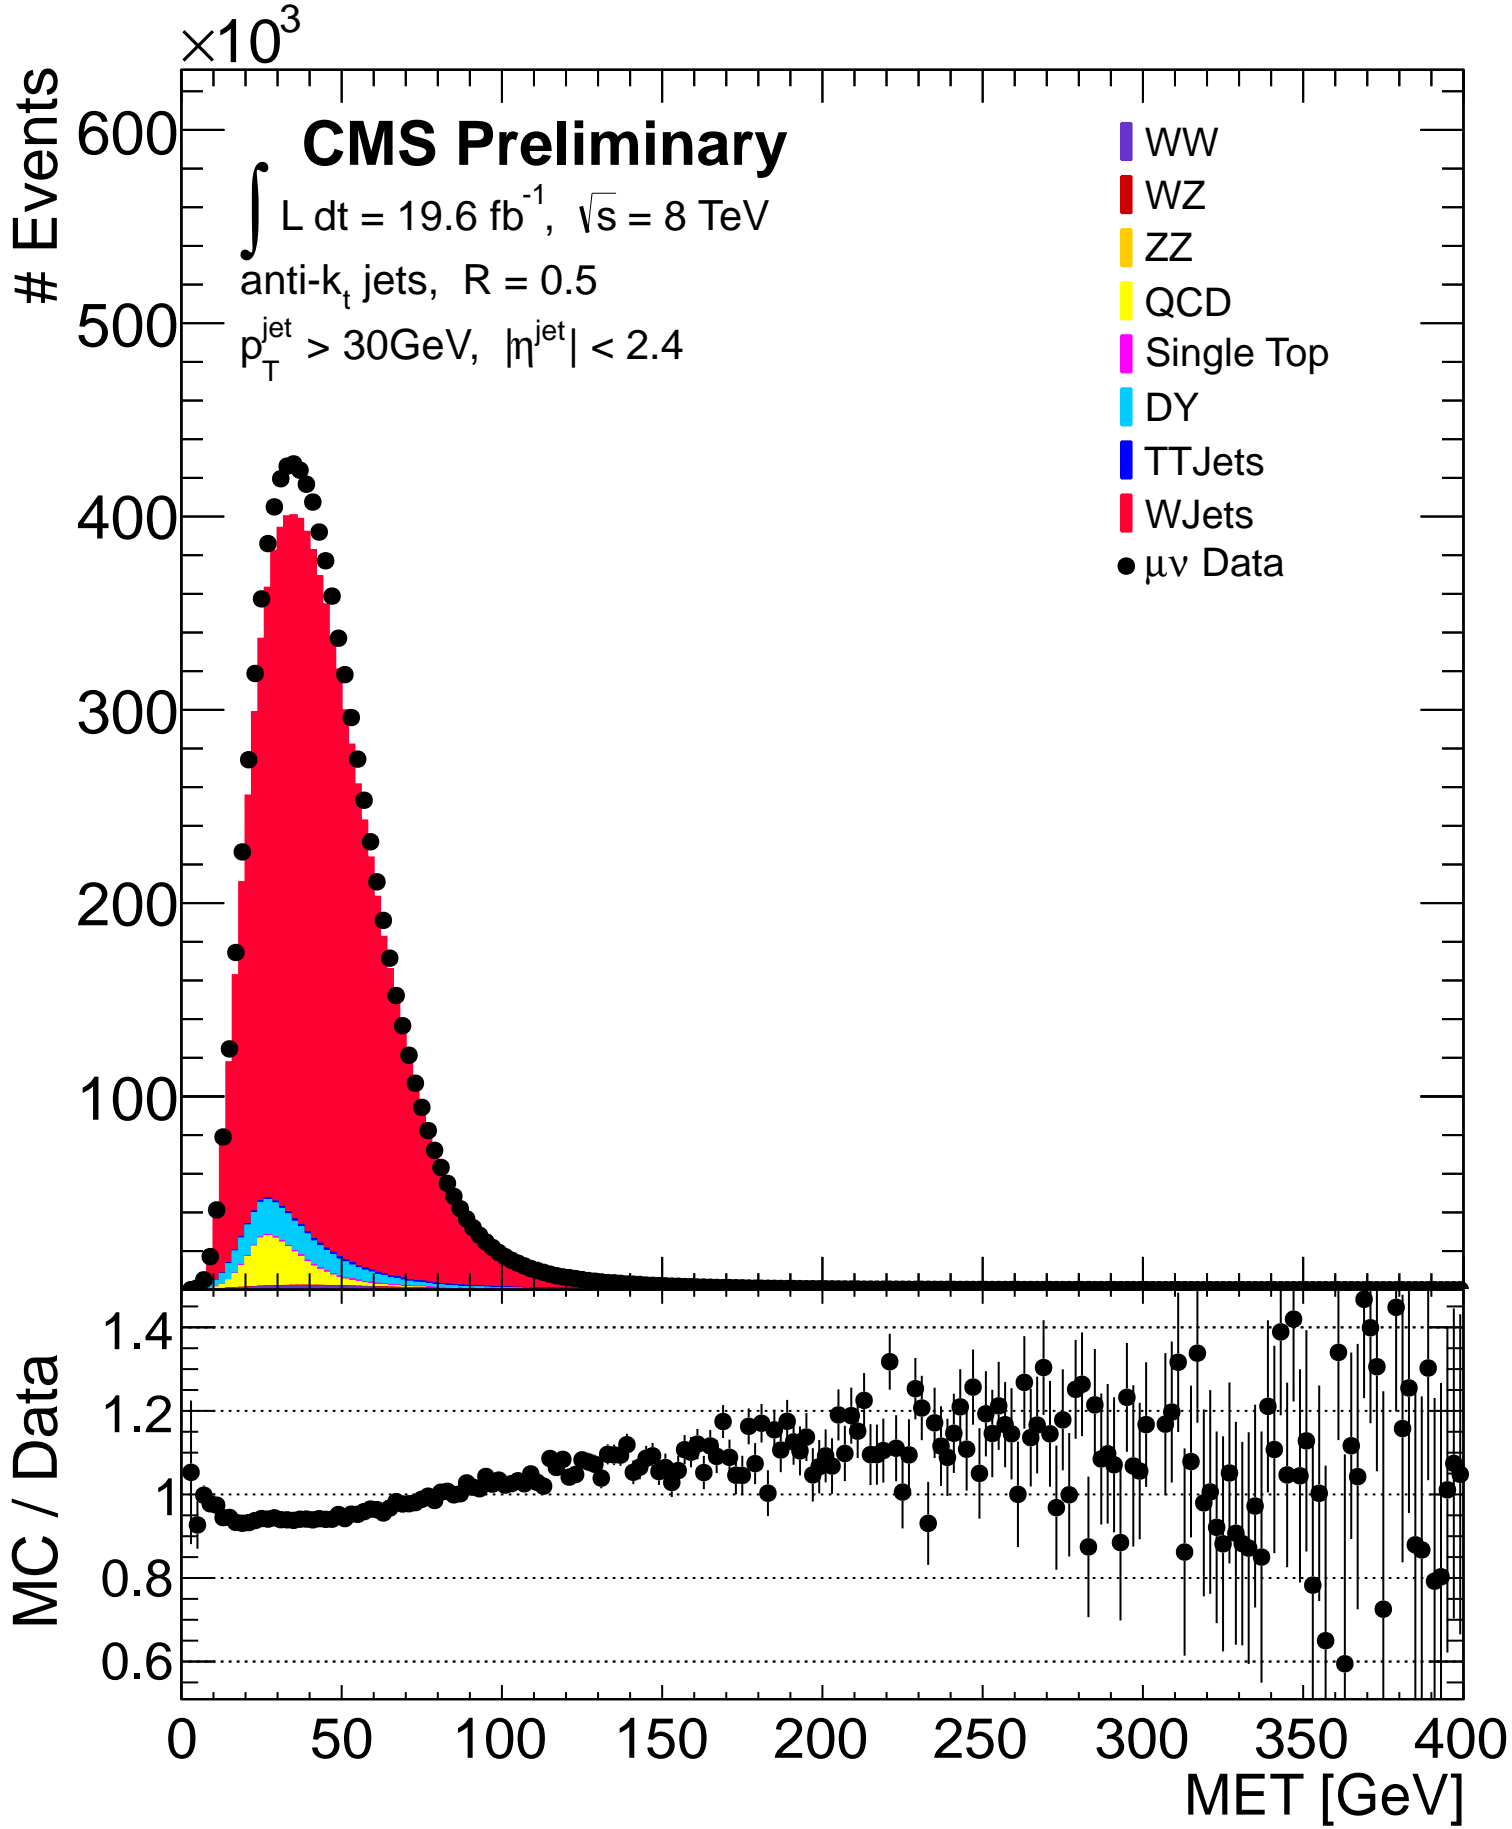 ×10³
# Events
600
500
400
300
200
100
CMS Preliminary
∫ L dt = 19.6 fb⁻¹, √s = 8 TeV
anti-kₜ jets, R = 0.5
p_T^jet > 30GeV, |η^jet| < 2.4
WW
WZ
ZZ
QCD
Single Top
DY
TTJets
WJets
μν Data
MC / Data
1.4
1.2
1
0.8
0.6
0 50 100 150 200 250 300 350 400
MET [GeV]